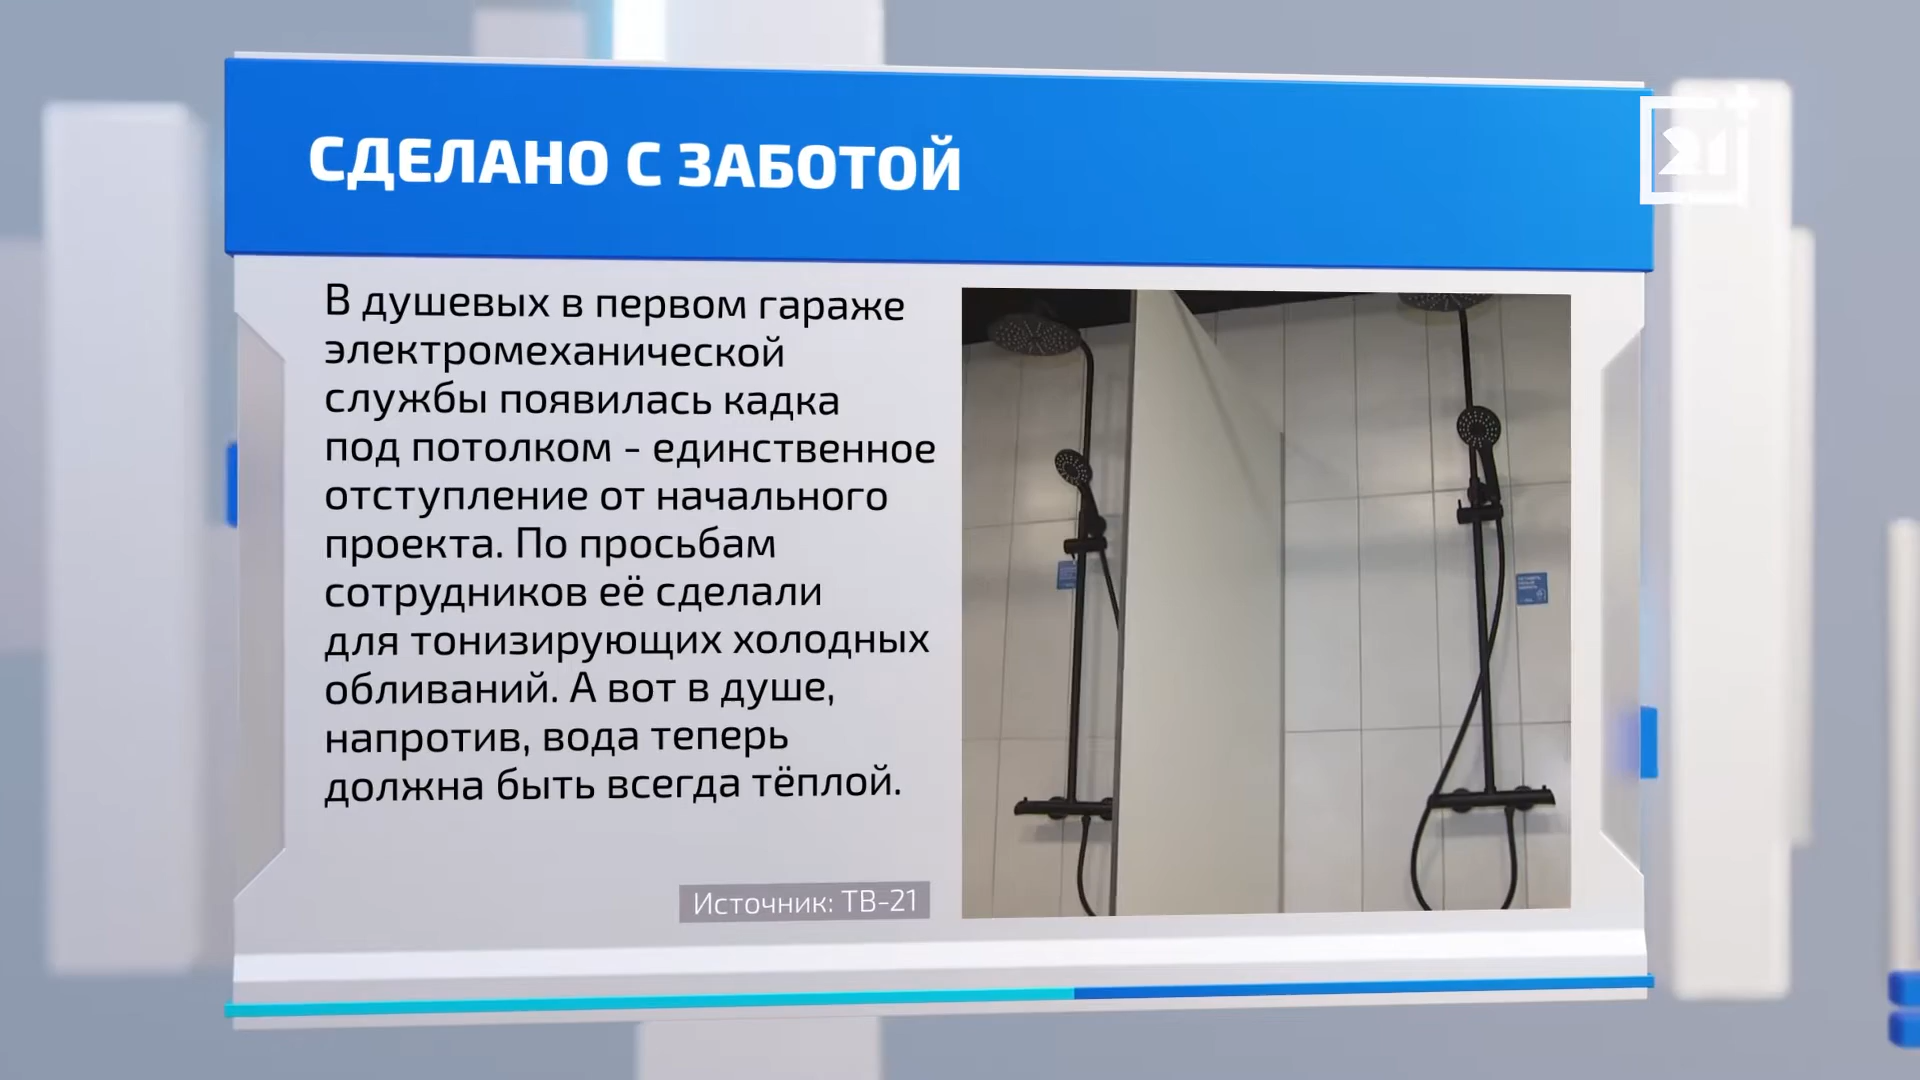 СДЕЛАНО С ЗАБОТОЙ
21+
В душевых в первом гараже
электромеханической
службы появилась кадка
под потолком - единственное
отступление от начального
проекта. По просьбам
сотрудников её сделали
для тонизирующих холодных
обливаний. А вот в душе,
напротив, вода теперь
должна быть всегда тёплой.
Источник: ТВ-21